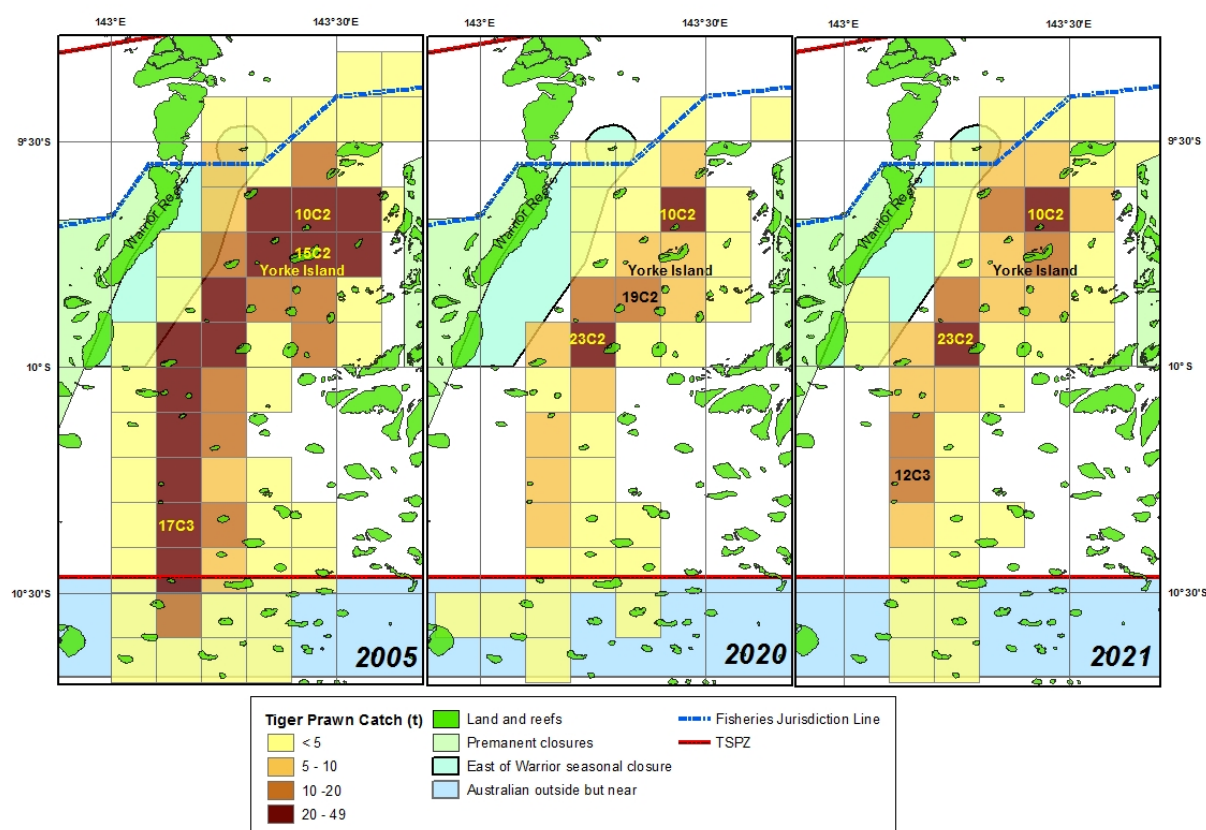 143°E 143°30'E 143°E 143°30'E 143°E 143°30'E
9°30'S 9°30'S
Warrior Reefs Warrior Reefs Warrior Reefs
10C2 10C2 10C2
15C2
Yorke Island Yorke Island Yorke Island
19C2
23C2 23C2
10°S 10°S
12C3
17C3
10°30'S 10°30'S
2005 2020 2021
Tiger Prawn Catch (t)
< 5
5 - 10
10 -20
20 - 49
Land and reefs
Premanent closures
East of Warrior seasonal closure
Australian outside but near
Fisheries Jurisdiction Line
TSPZ